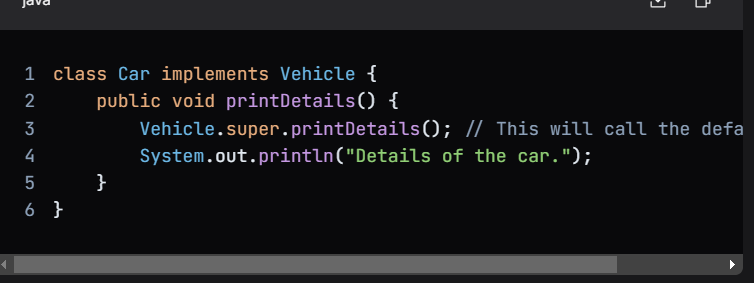 java
1 class Car implements Vehicle {
2     public void printDetails() {
3         Vehicle.super.printDetails(); // This will call the defa
4         System.out.println("Details of the car.");
5     }
6 }